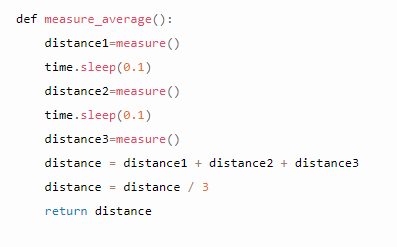 def measure_average():
    distance1=measure()
    time.sleep(0.1)
    distance2=measure()
    time.sleep(0.1)
    distance3=measure()
    distance = distance1 + distance2 + distance3
    distance = distance / 3
    return distance